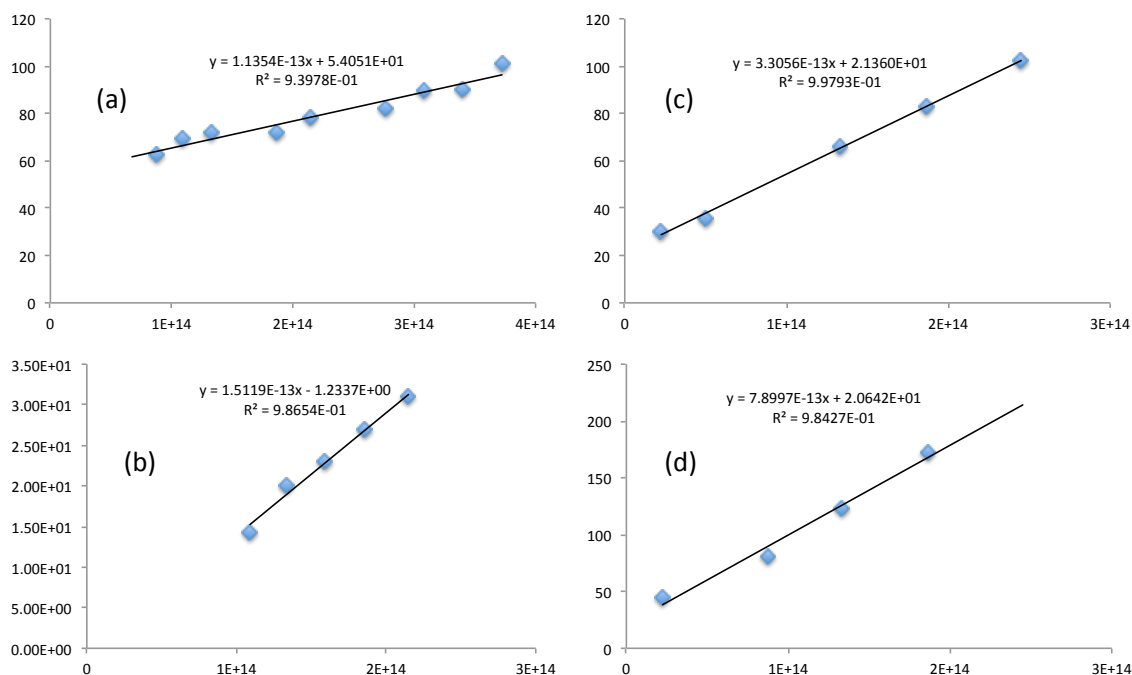 120
100
80
60
40
20
0
0
1E+14
2E+14
3E+14
4E+14
y = 1.1354E-13x + 5.4051E+01
R² = 9.3978E-01
(a)
120
100
80
60
40
20
0
0
1E+14
2E+14
3E+14
y = 3.3056E-13x + 2.1360E+01
R² = 9.9793E-01
(c)
3.50E+01
3.00E+01
2.50E+01
2.00E+01
1.50E+01
1.00E+01
5.00E+00
0.00E+00
0
1E+14
2E+14
3E+14
y = 1.5119E-13x - 1.2337E+00
R² = 9.8654E-01
(b)
250
200
150
100
50
0
0
1E+14
2E+14
3E+14
y = 7.8997E-13x + 2.0642E+01
R² = 9.8427E-01
(d)